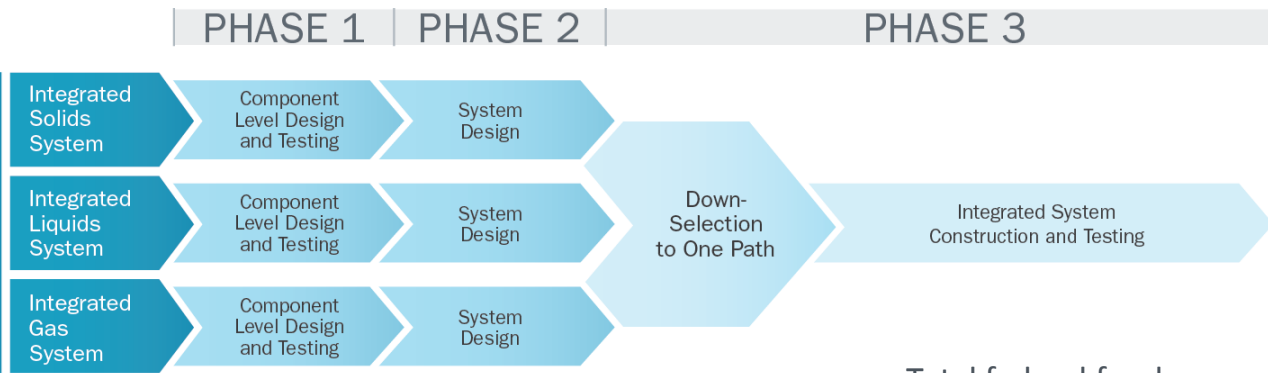 PHASE 1
PHASE 2
PHASE 3
Integrated
Solids
System
Component
Level Design
and Testing
System
Design
Integrated
Liquids
System
Component
Level Design
and Testing
System
Design
Integrated
Gas
System
Component
Level Design
and Testing
System
Design
Down-
Selection
to One Path
Integrated System
Construction and Testing